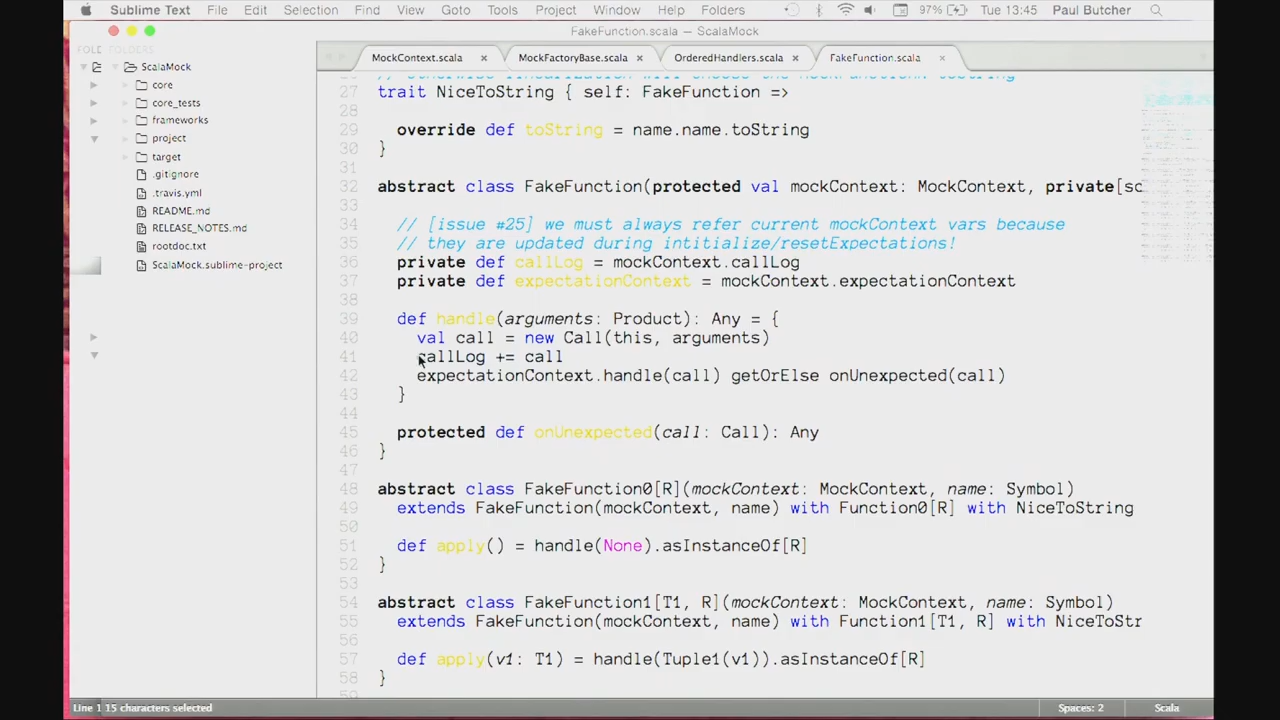 Sublime Text File Edit Selection Find View Goto Tools Project Window Help Folders 97% Tue 13:45 Paul Butcher
FakeFunction.scala — ScalaMock
FOLDERS
MockContext.scala × MockFactoryBase.scala × OrderedHandlers.scala × FakeFunction.scala ×
ScalaMock
core
core_tests
frameworks
project
target
.gitignore
.travis.yml
README.md
RELEASE_NOTES.md
rootdoc.txt
ScalaMock.sublime-project
27 trait NiceToString { self: FakeFunction =>
28
29 override def toString = name.name.toString
30 }
31
32 abstract class FakeFunction(protected val mockContext: MockContext, private[sc
34 // [issue #25] we must always refer current mockContext vars because
35 // they are updated during intitialize/resetExpectations!
36 private def callLog = mockContext.callLog
37 private def expectationContext = mockContext.expectationContext
38
39 def handle(arguments: Product): Any = {
40 val call = new Call(this, arguments)
41 callLog += call
42 expectationContext.handle(call) getOrElse onUnexpected(call)
43 }
44
45 protected def onUnexpected(call: Call): Any
46 }
47
48 abstract class FakeFunction0[R](mockContext: MockContext, name: Symbol)
49 extends FakeFunction(mockContext, name) with Function0[R] with NiceToString
50
51 def apply() = handle(None).asInstanceOf[R]
52 }
53
54 abstract class FakeFunction1[T1, R](mockContext: MockContext, name: Symbol)
55 extends FakeFunction(mockContext, name) with Function1[T1, R] with NiceToStr
56
57 def apply(v1: T1) = handle(Tuple1(v1)).asInstanceOf[R]
58 }
Line 1 15 characters selected Spaces: 2 Scala